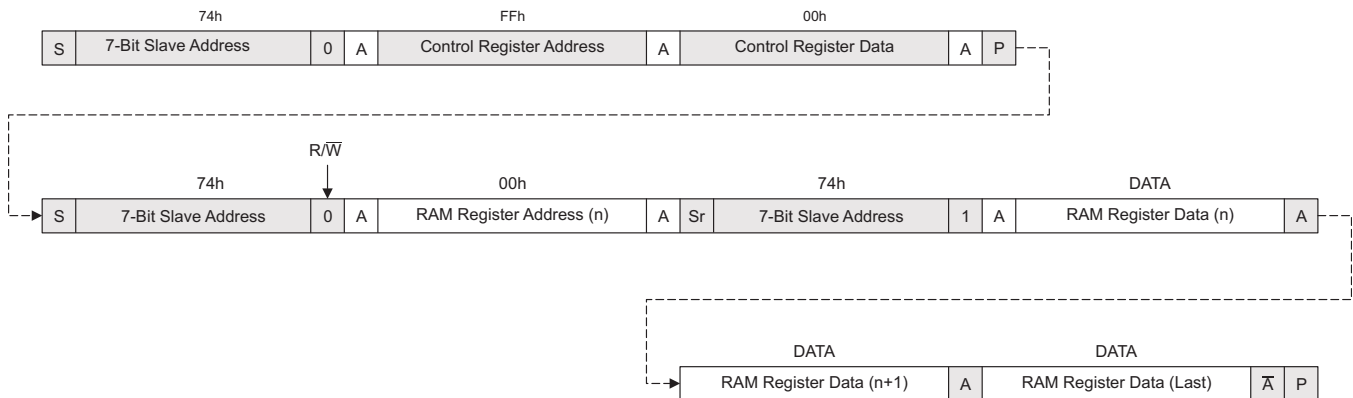 74h FFh 00h
S 7-Bit Slave Address 0 A Control Register Address A Control Register Data A P
R/W̅
74h 00h 74h DATA
S 7-Bit Slave Address 0 A RAM Register Address (n) A Sr 7-Bit Slave Address 1 A RAM Register Data (n) A
DATA DATA
RAM Register Data (n+1) A RAM Register Data (Last) A̅ P